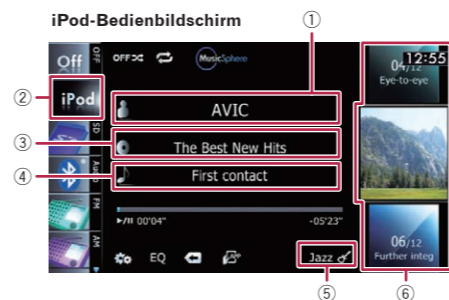 iPod-Bedienbildschirm
①
Off
OFF
OFF
MusicSphere
12:55
04/12
Eye-to-eye
②
iPod
AVIC
③
SD
The Best New Hits
④
Audio
First contact
FM
►/II 00'04"
-05'23"
AM
EQ
Jazz
06/12
Further integ
⑤
⑥